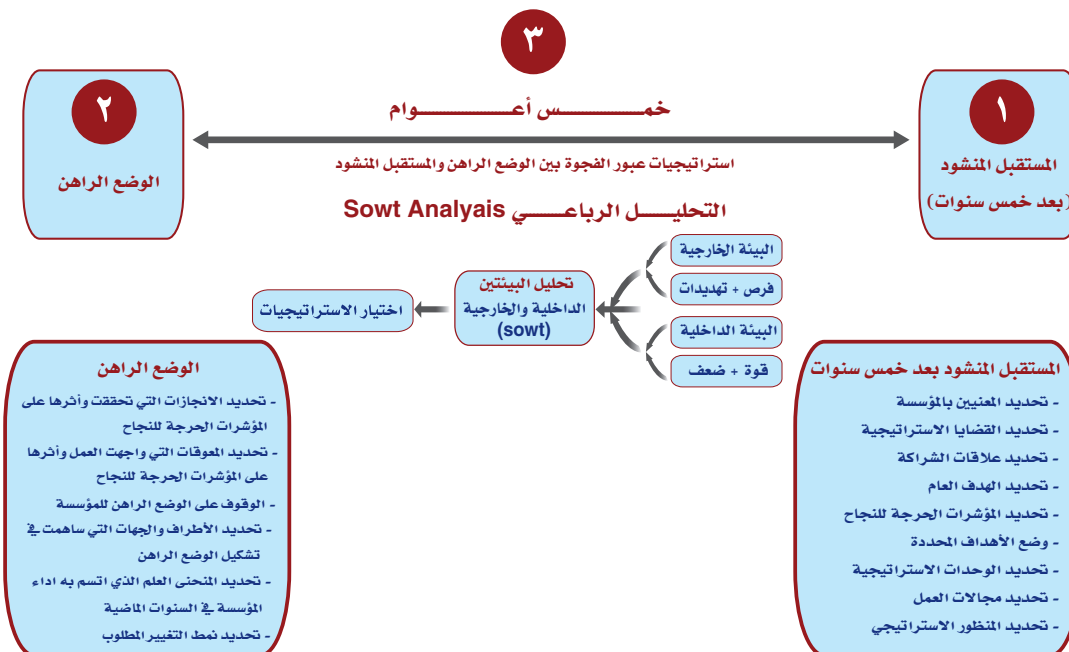 ٣
١
المستقبل المنشود
(بعد خمس سنوات)
خمــس أعــوام
استراتيجيات عبور الفجوة بين الوضع الراهن والمستقبل المنشود
التحليل الرباعي Sowt Analyais
٢
الوضع الراهن
البيئة الخارجية
فرص + تهديدات
البيئة الداخلية
قوة + ضعف
تحليل البيئتين
الداخلية والخارجية
(sowt)
اختيار الاستراتيجيات
المستقبل المنشود بعد خمس سنوات
- تحديد المعنيين بالمؤسسة
- تحديد القضايا الاستراتيجية
- تحديد علاقات الشراكة
- تحديد الهدف العام
- تحديد المؤشرات الحرجة للنجاح
- وضع الأهداف المحددة
- تحديد الوحدات الاستراتيجية
- تحديد مجالات العمل
- تحديد المنظور الاستراتيجي
الوضع الراهن
- تحديد الانجازات التي تحققت وأثرها على
المؤشرات الحرجة للنجاح
- تحديد المعوقات التي واجهت العمل وأثرها
على المؤشرات الحرجة للنجاح
- الوقوف على الوضع الراهن للمؤسسة
- تحديد الأطراف والجهات التي ساهمت في
تشكيل الوضع الراهن
- تحديد المنحنى العلم الذي اتسم به اداء
المؤسسة في السنوات الماضية
- تحديد نمط التغيير المطلوب